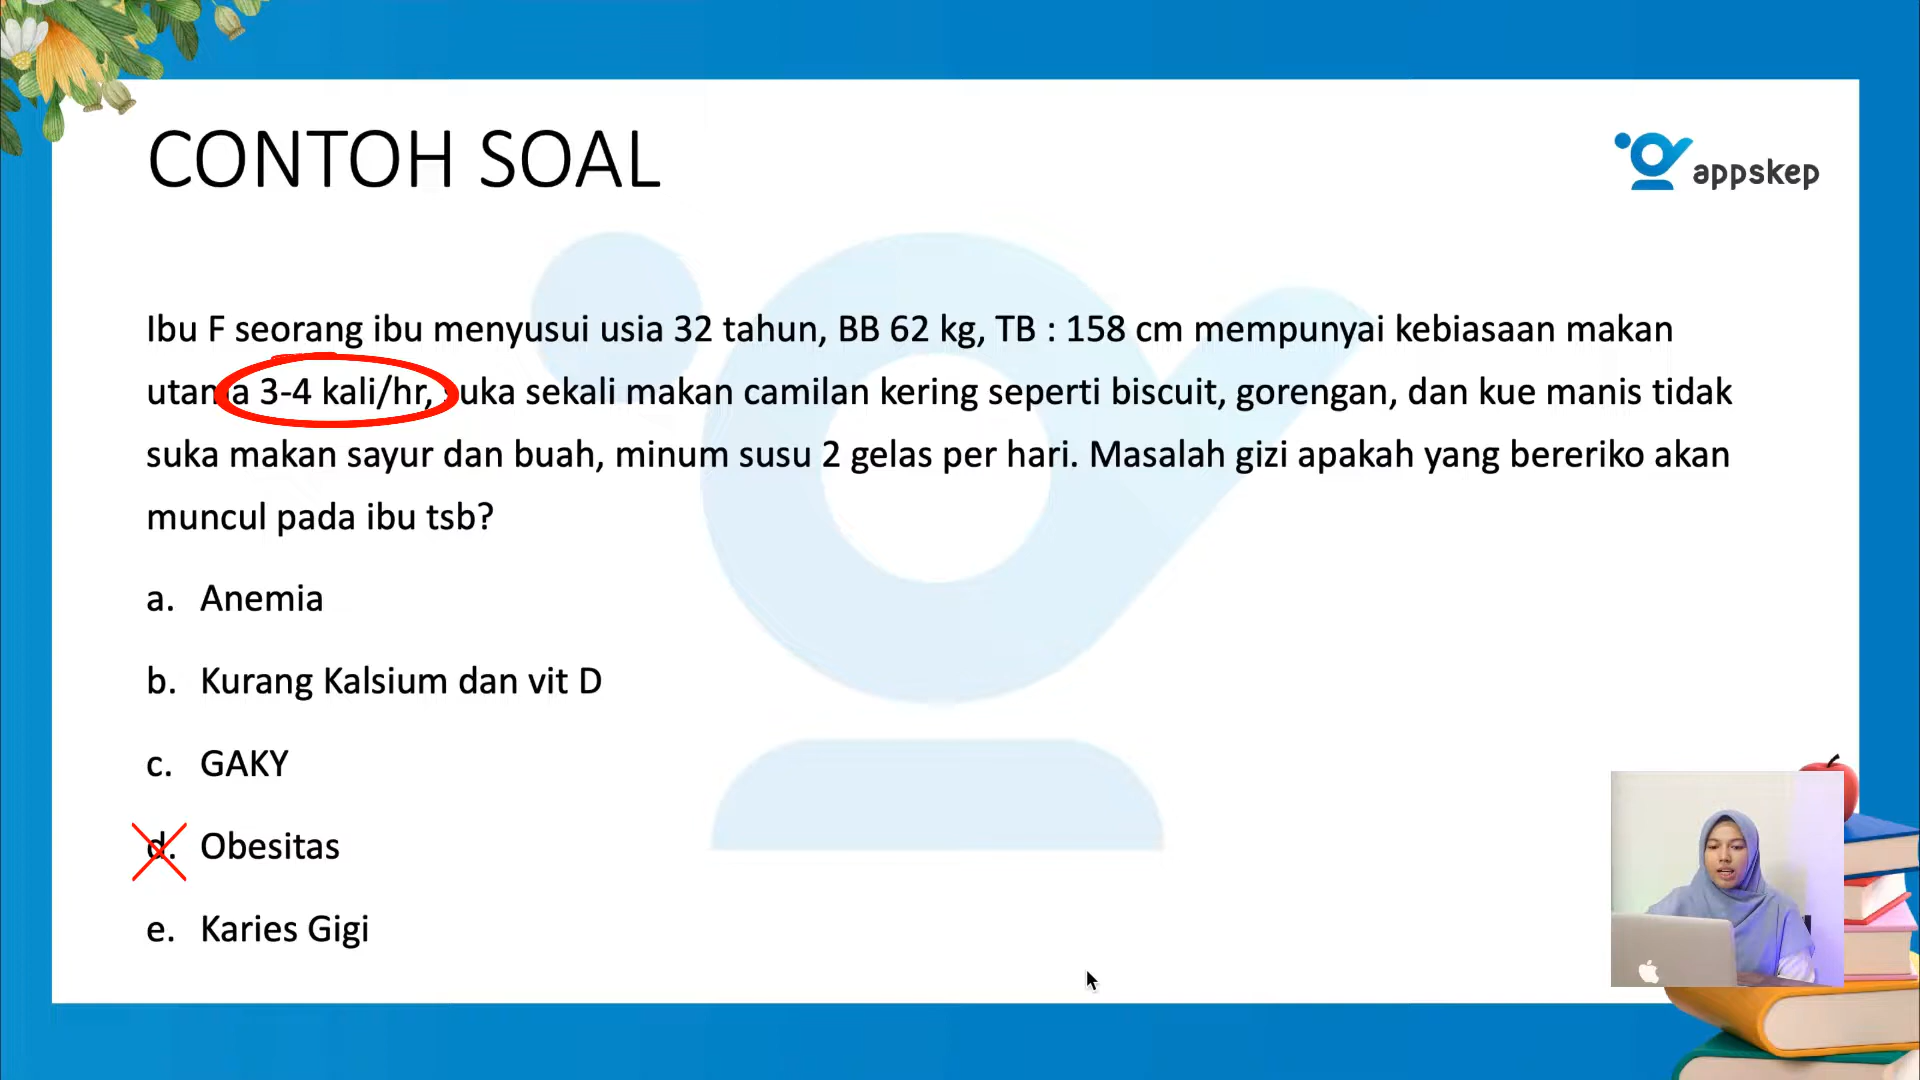 CONTOH SOAL
appskep
Ibu F seorang ibu menyusui usia 32 tahun, BB 62 kg, TB : 158 cm mempunyai kebiasaan makan
utama 3-4 kali/hr, suka sekali makan camilan kering seperti biscuit, gorengan, dan kue manis tidak
suka makan sayur dan buah, minum susu 2 gelas per hari. Masalah gizi apakah yang bereriko akan
muncul pada ibu tsb?
a. Anemia
b. Kurang Kalsium dan vit D
c. GAKY
d. Obesitas
e. Karies Gigi